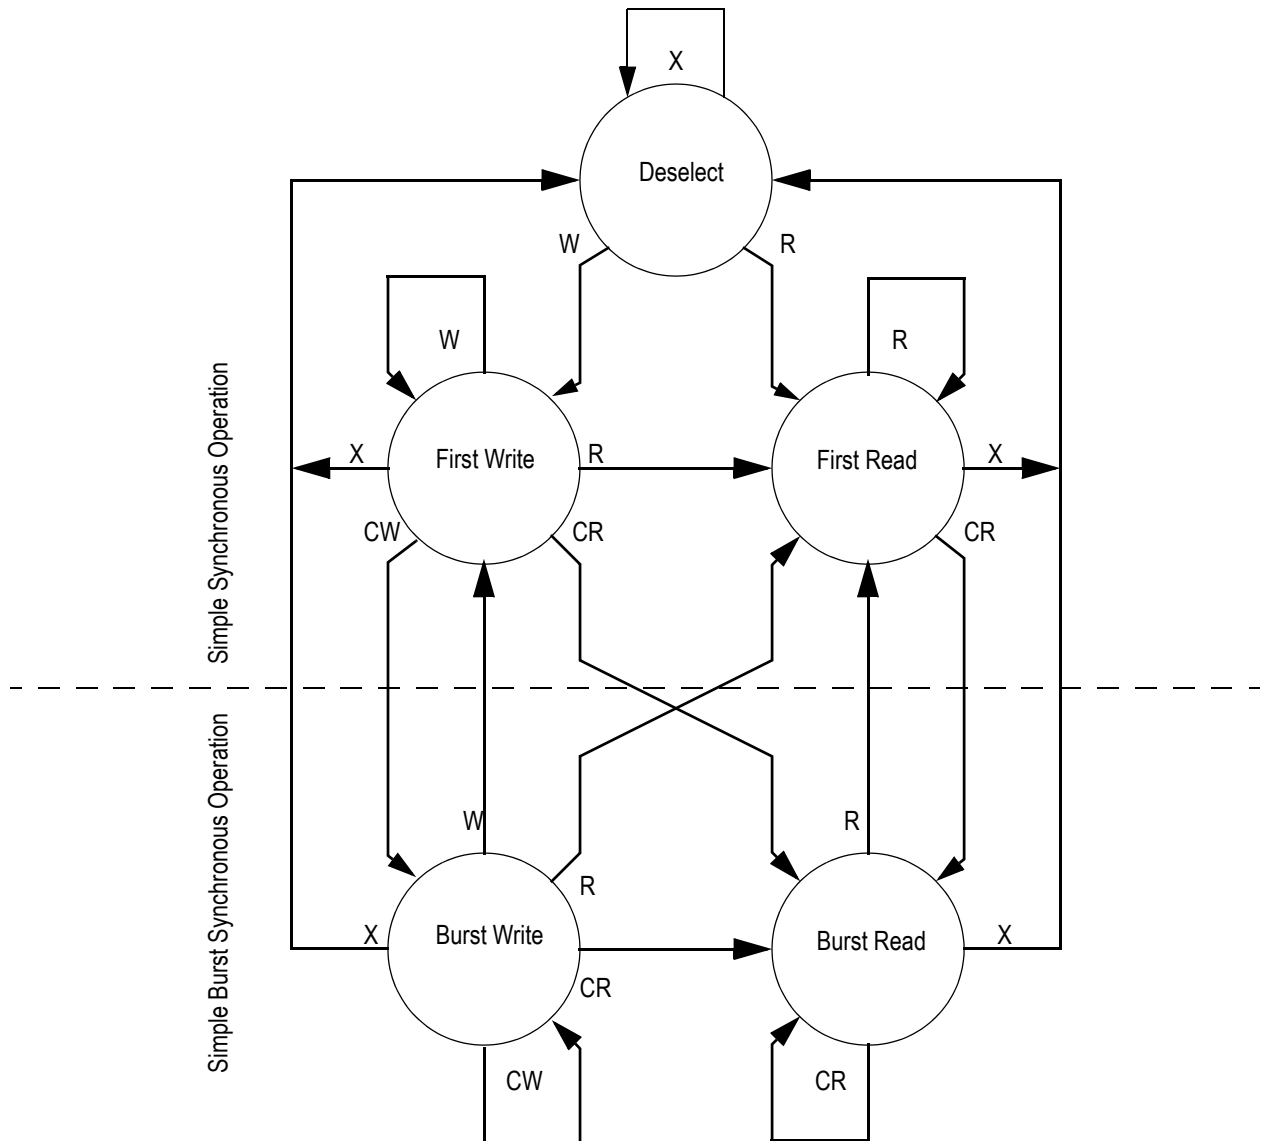 X
Deselect
W
R
W
R
Simple Synchronous Operation
X
First Write
R
First Read
X
CW
CR
CR
Simple Burst Synchronous Operation
W
R
R
X
Burst Write
Burst Read
X
CR
CW
CR